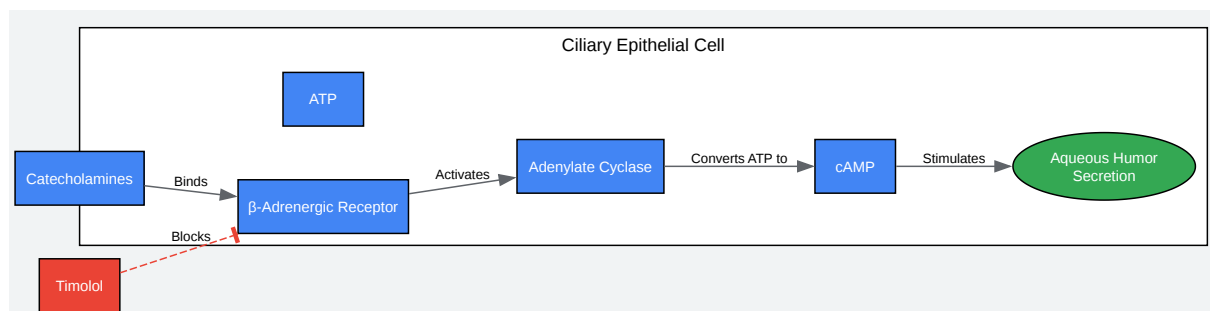 Ciliary Epithelial Cell
ATP
Catecholamines
Binds
β-Adrenergic Receptor
Activates
Adenylate Cyclase
Converts ATP to
cAMP
Stimulates
Aqueous Humor
Secretion
Blocks
Timolol